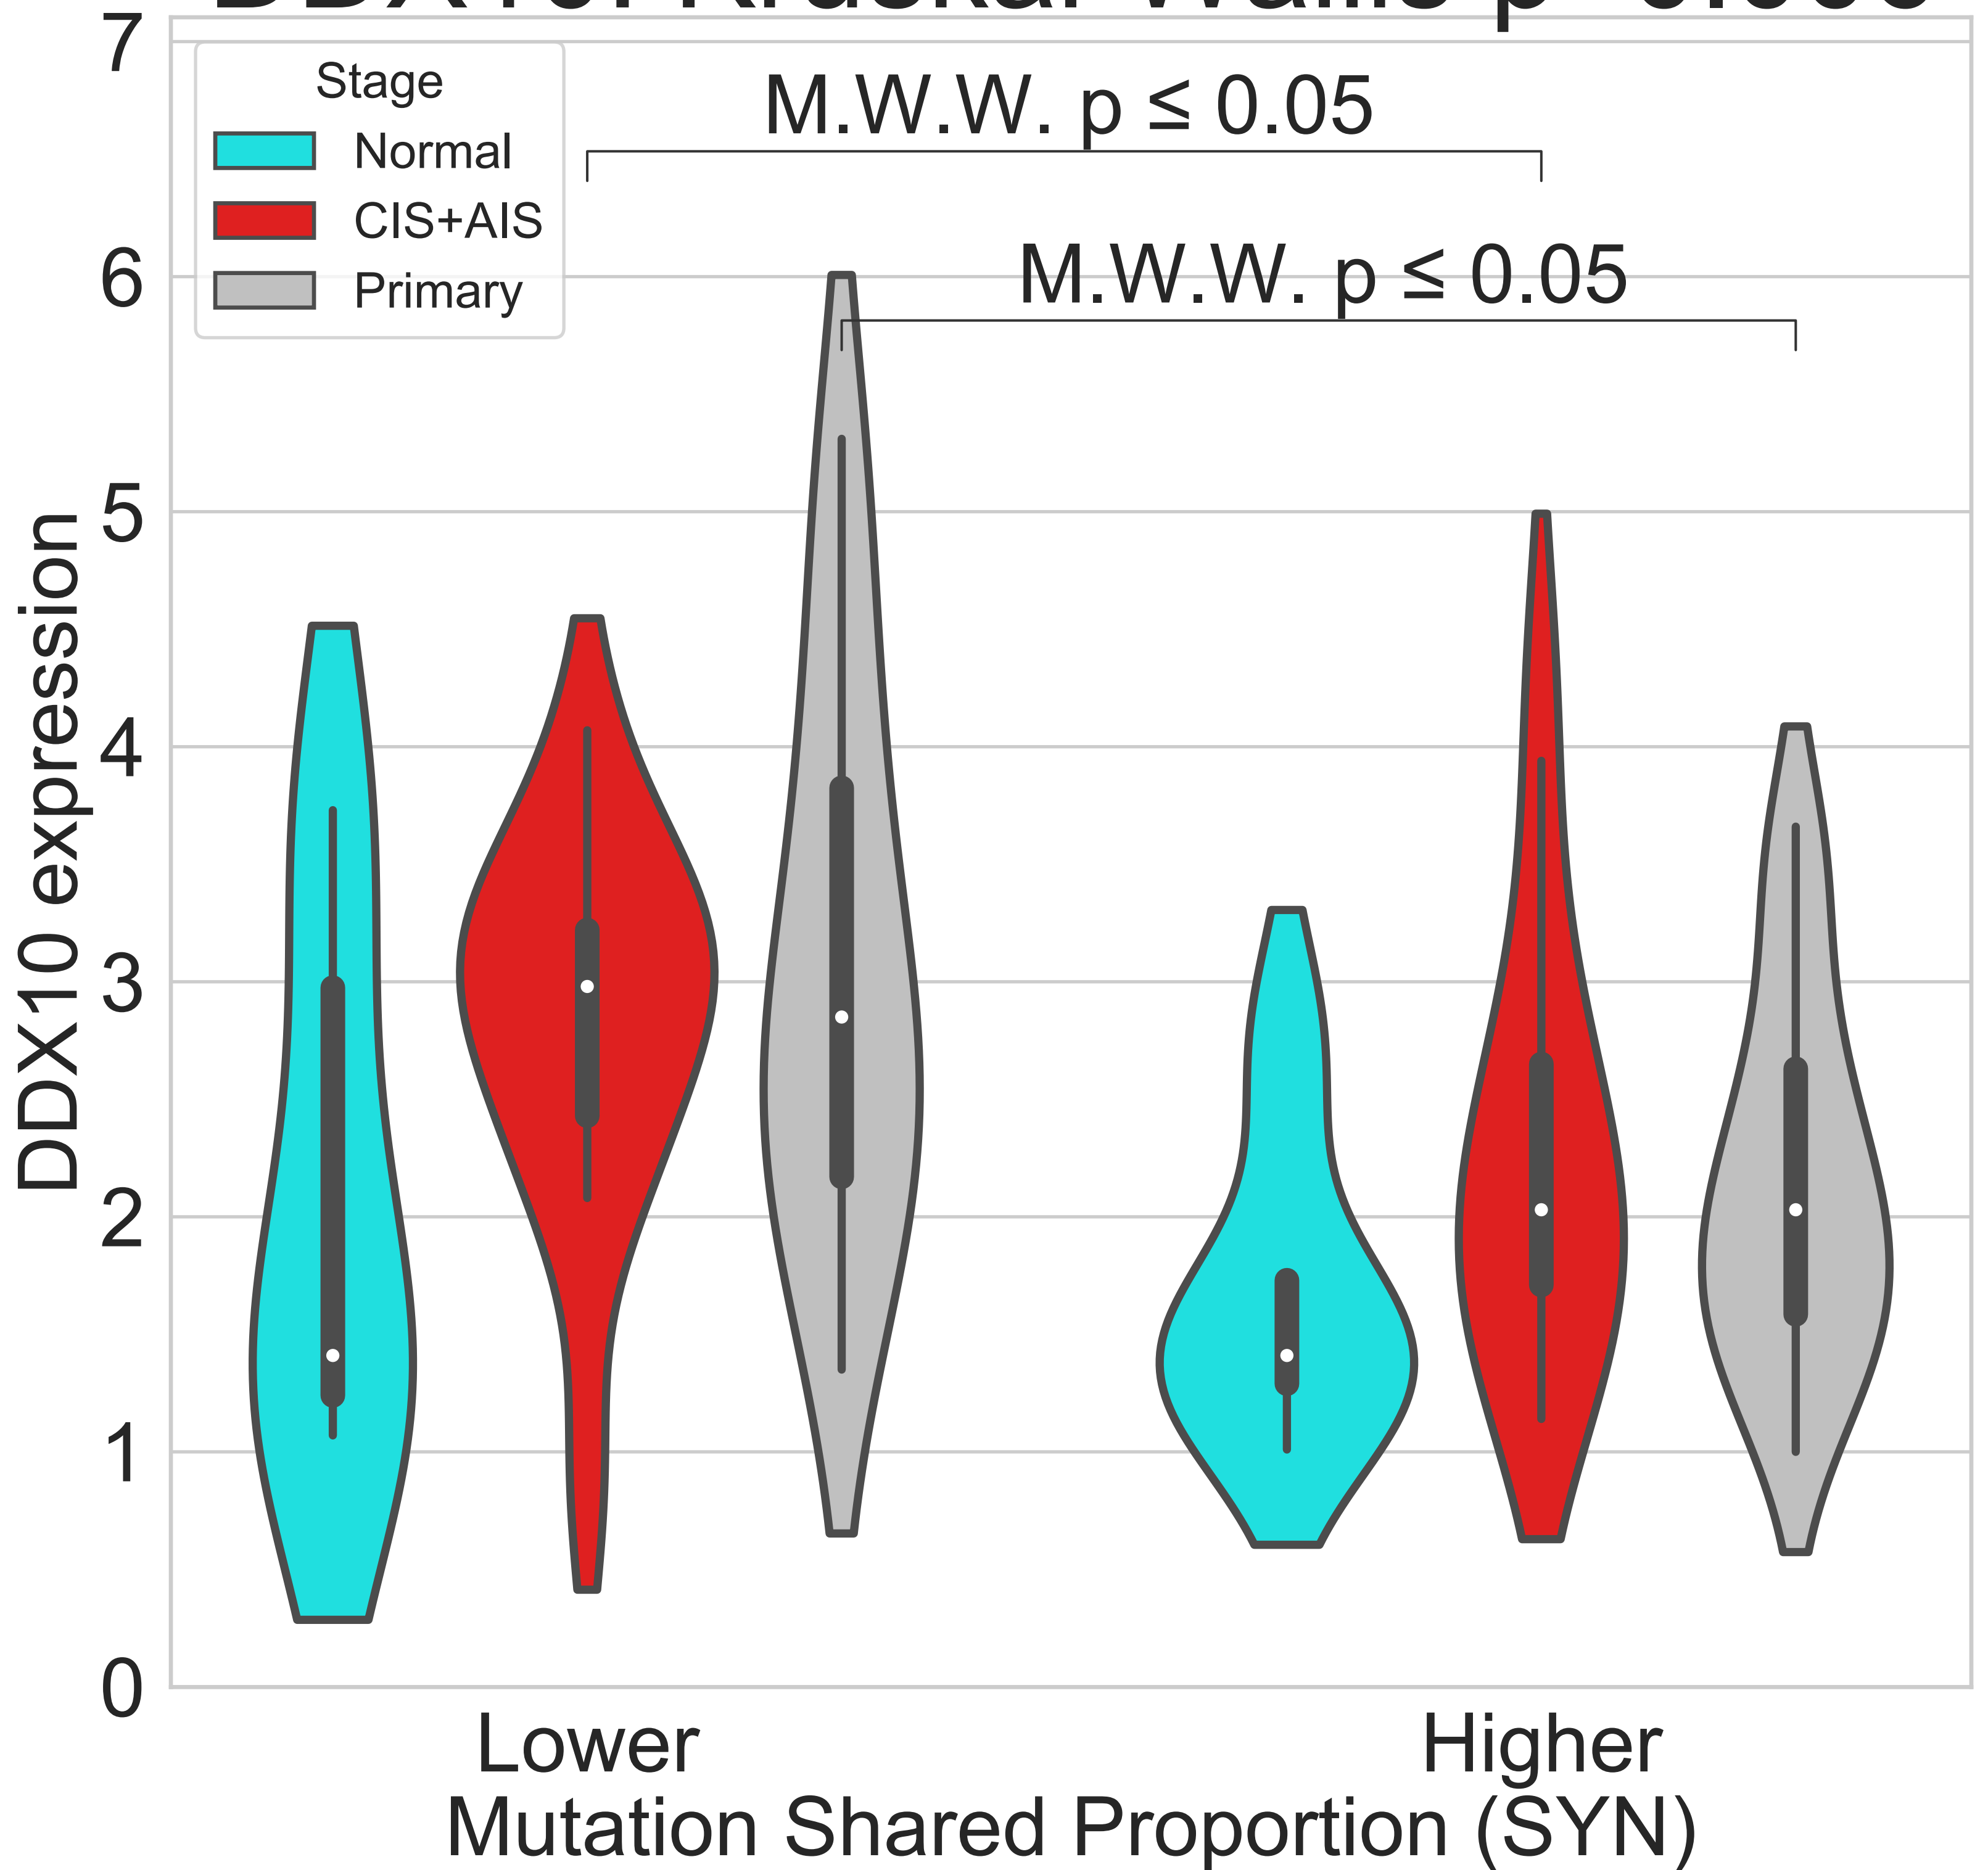 7
Stage
Normal
CIS+AIS
Primary
M.W.W. p ≤ 0.05
M.W.W. p ≤ 0.05
6
5
4
3
2
1
0
DDX10 expression
Lower
Higher
Mutation Shared Proportion (SYN)